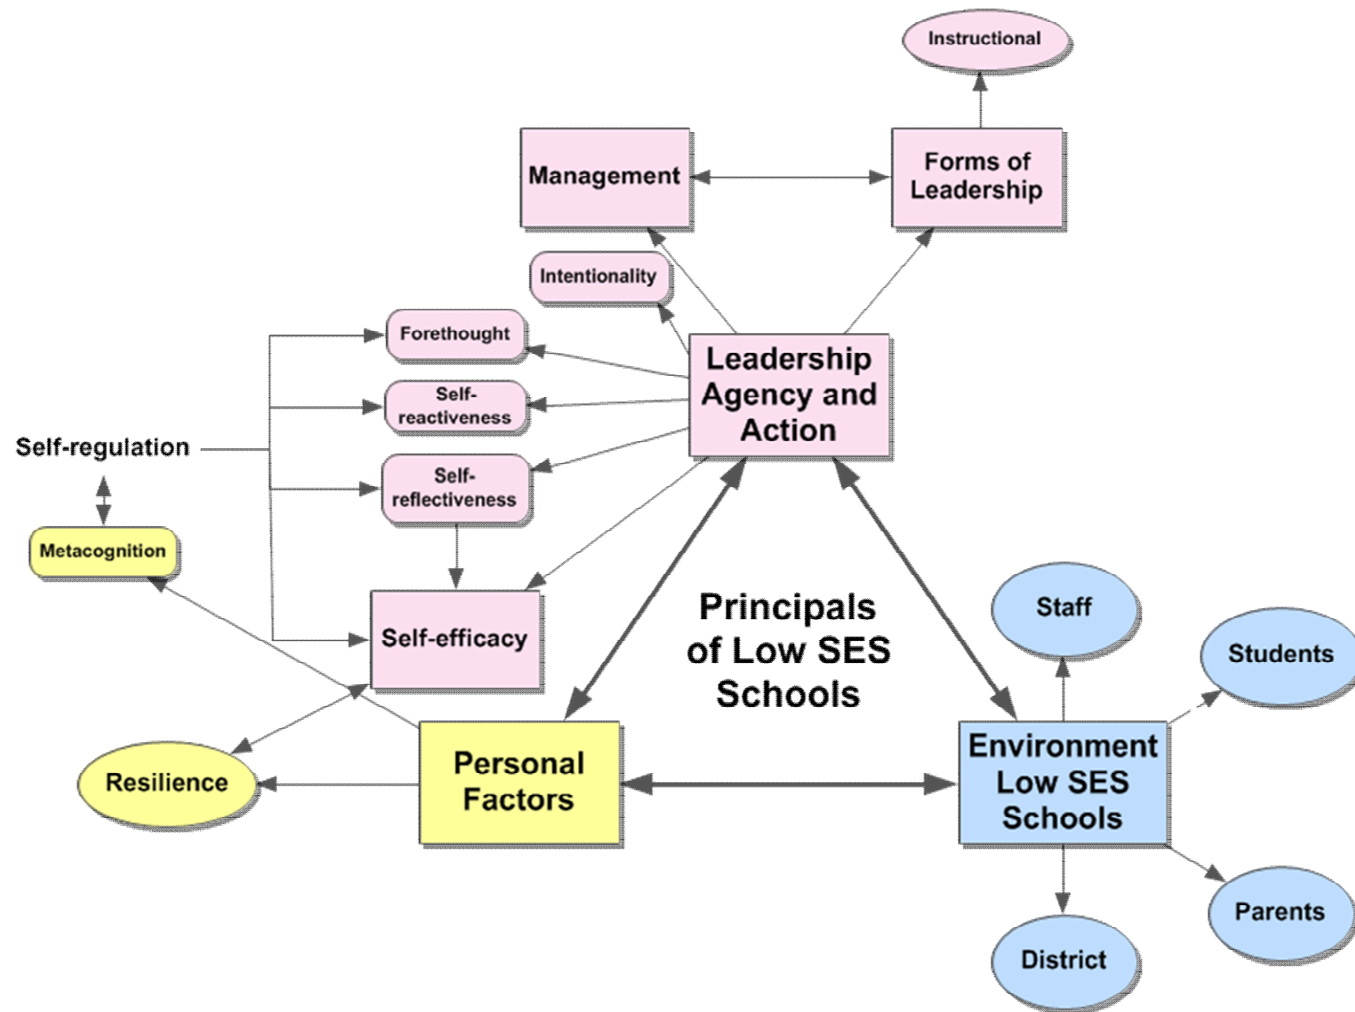 Instructional
Management
Forms of
Leadership
Intentionality
Forethought
Leadership
Agency and
Action
Self-
reactiveness
Self-regulation
Self-
reflectiveness
Metacognition
Self-efficacy
Principals
of Low SES
Schools
Staff
Students
Resilience
Personal
Factors
Environment
Low SES
Schools
Parents
District